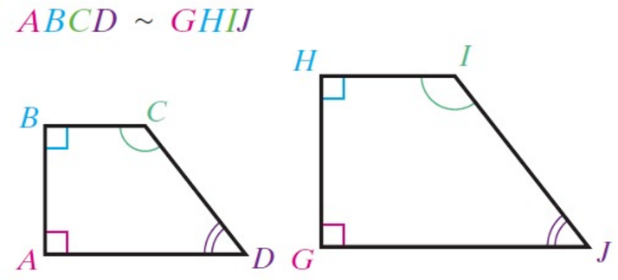 ABCD ~ GHIJ
H I
B C
A D G J